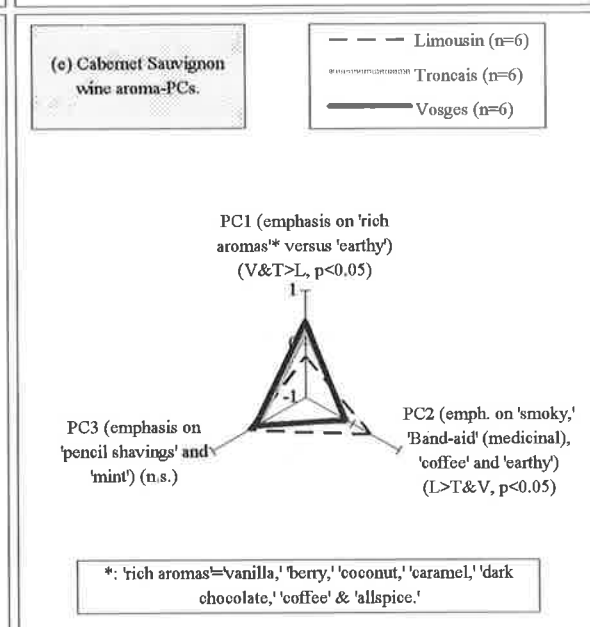 (e) Cabernet Sauvignon
wine aroma-PCs.
Limousin (n=6)
Troncais (n=6)
Vosges (n=6)
PC1 (emphasis on 'rich
aromas'* versus 'earthy')
(V&T>L, p<0.05)
1
0
-1
PC3 (emphasis on
'pencil shavings' and
'mint') (n.s.)
PC2 (emph. on 'smoky,'
'Band-aid' (medicinal),
'coffee' and 'earthy')
(L>T&V, p<0.05)
*: 'rich aromas'='vanilla,' 'berry,' 'coconut,' 'caramel,' 'dark
chocolate,' 'coffee' & 'allspice.'